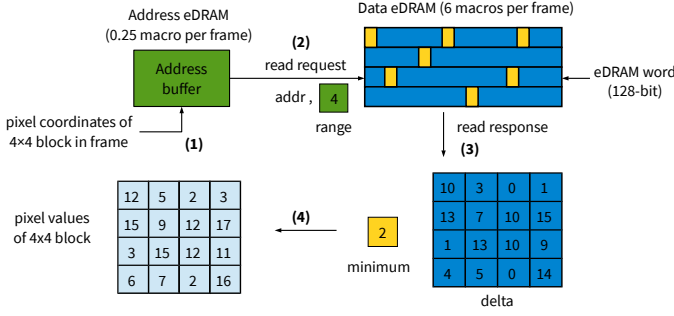 Address eDRAM
(0.25 macro per frame)
Data eDRAM (6 macros per frame)
(2)
Address
buffer
read request
addr ,
4
range
eDRAM word
(128-bit)
pixel coordinates of
4×4 block in frame
(1)
read response
(3)
12 5 2 3
15 9 12 17
3 15 12 11
6 7 2 16
pixel values
of 4x4 block
(4)
2
minimum
10 3 0 1
13 7 10 15
1 13 10 9
4 5 0 14
delta